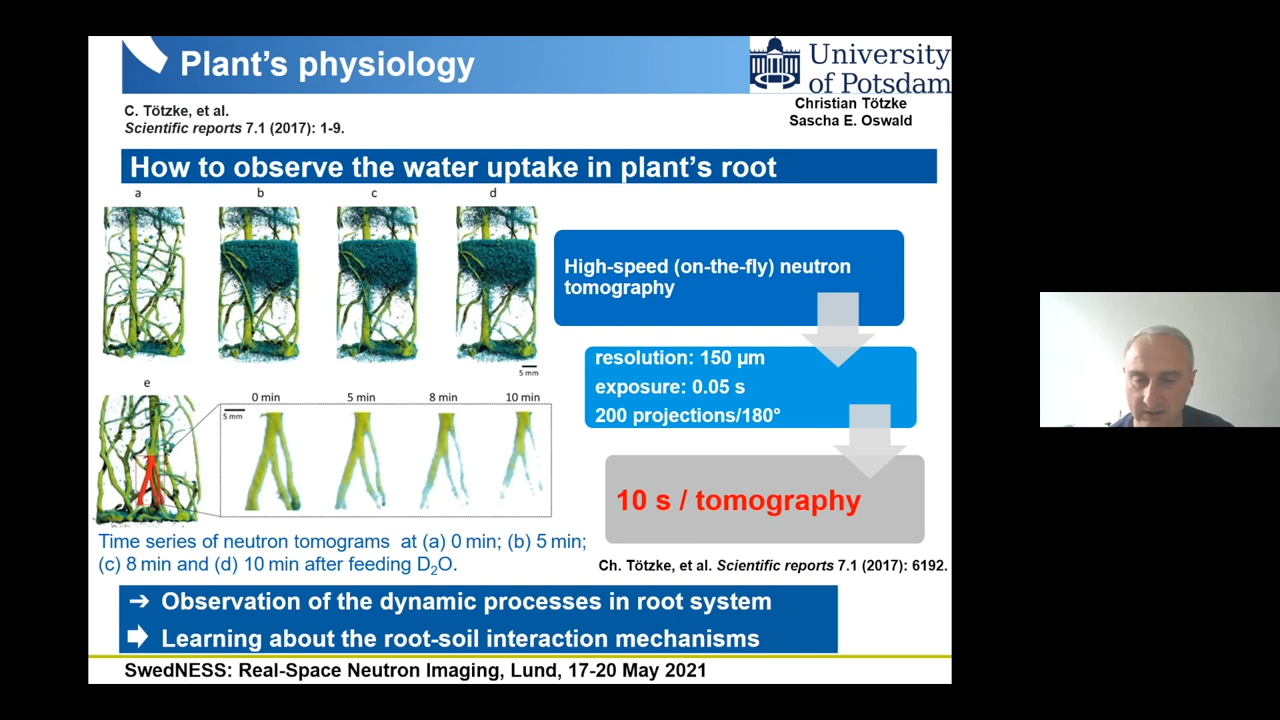 Plant's physiology
University
of Potsdam
C. Tötzke, et al.
Scientific reports 7.1 (2017): 1-9.
Christian Tötzke
Sascha E. Oswald
How to observe the water uptake in plant's root
a
b
c
d
5 mm
e
0 min
5 min
8 min
10 min
5 mm
High-speed (on-the-fly) neutron
tomography
resolution: 150 µm
exposure: 0.05 s
200 projections/180°
10 s / tomography
Time series of neutron tomograms at (a) 0 min; (b) 5 min;
(c) 8 min and (d) 10 min after feeding D₂O.
Ch. Tötzke, et al. Scientific reports 7.1 (2017): 6192.
➔ Observation of the dynamic processes in root system
➡ Learning about the root-soil interaction mechanisms
SwedNESS: Real-Space Neutron Imaging, Lund, 17-20 May 2021